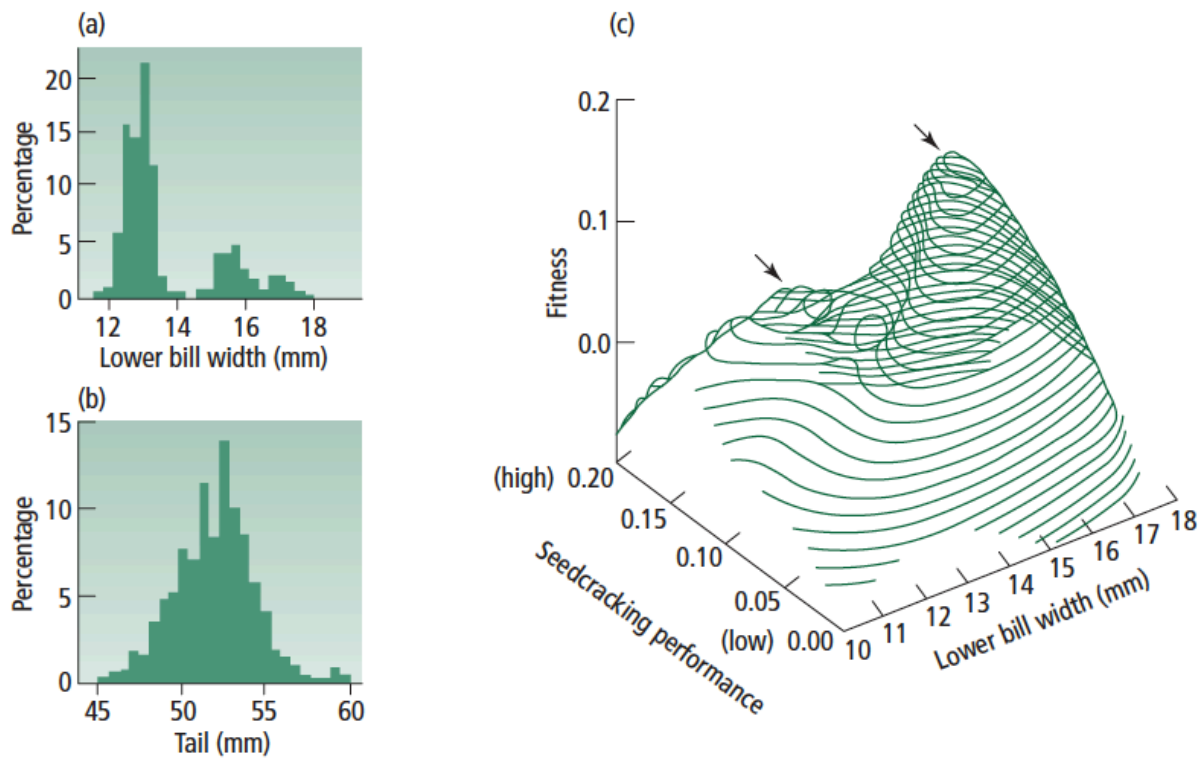 (a)
20
15
10
5
0
Percentage
12 14 16 18
Lower bill width (mm)
(b)
15
10
5
0
Percentage
45 50 55 60
Tail (mm)
(c)
0.2
0.1
0.0
Fitness
(high) 0.20
0.15
0.10
0.05
(low) 0.00
Seedcracking performance
10 11 12 13 14 15 16 17 18
Lower bill width (mm)